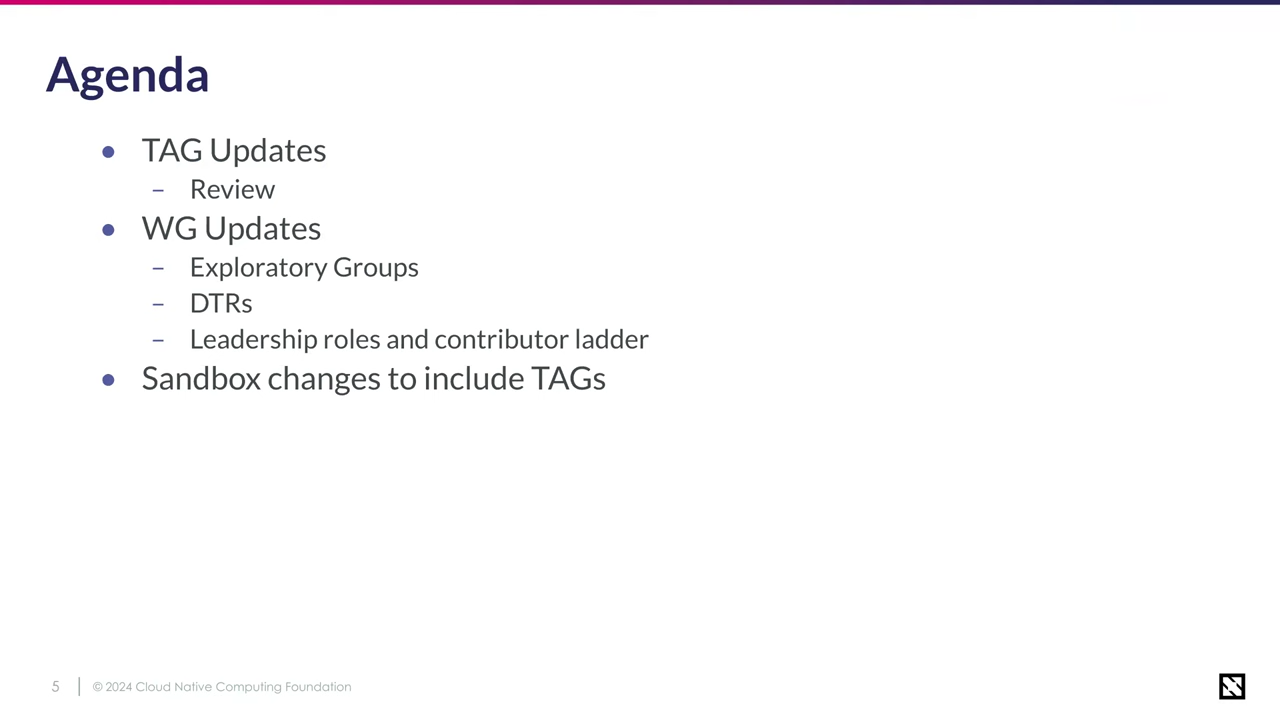 Agenda
● TAG Updates
– Review
● WG Updates
– Exploratory Groups
– DTRs
– Leadership roles and contributor ladder
● Sandbox changes to include TAGs
5 | © 2024 Cloud Native Computing Foundation